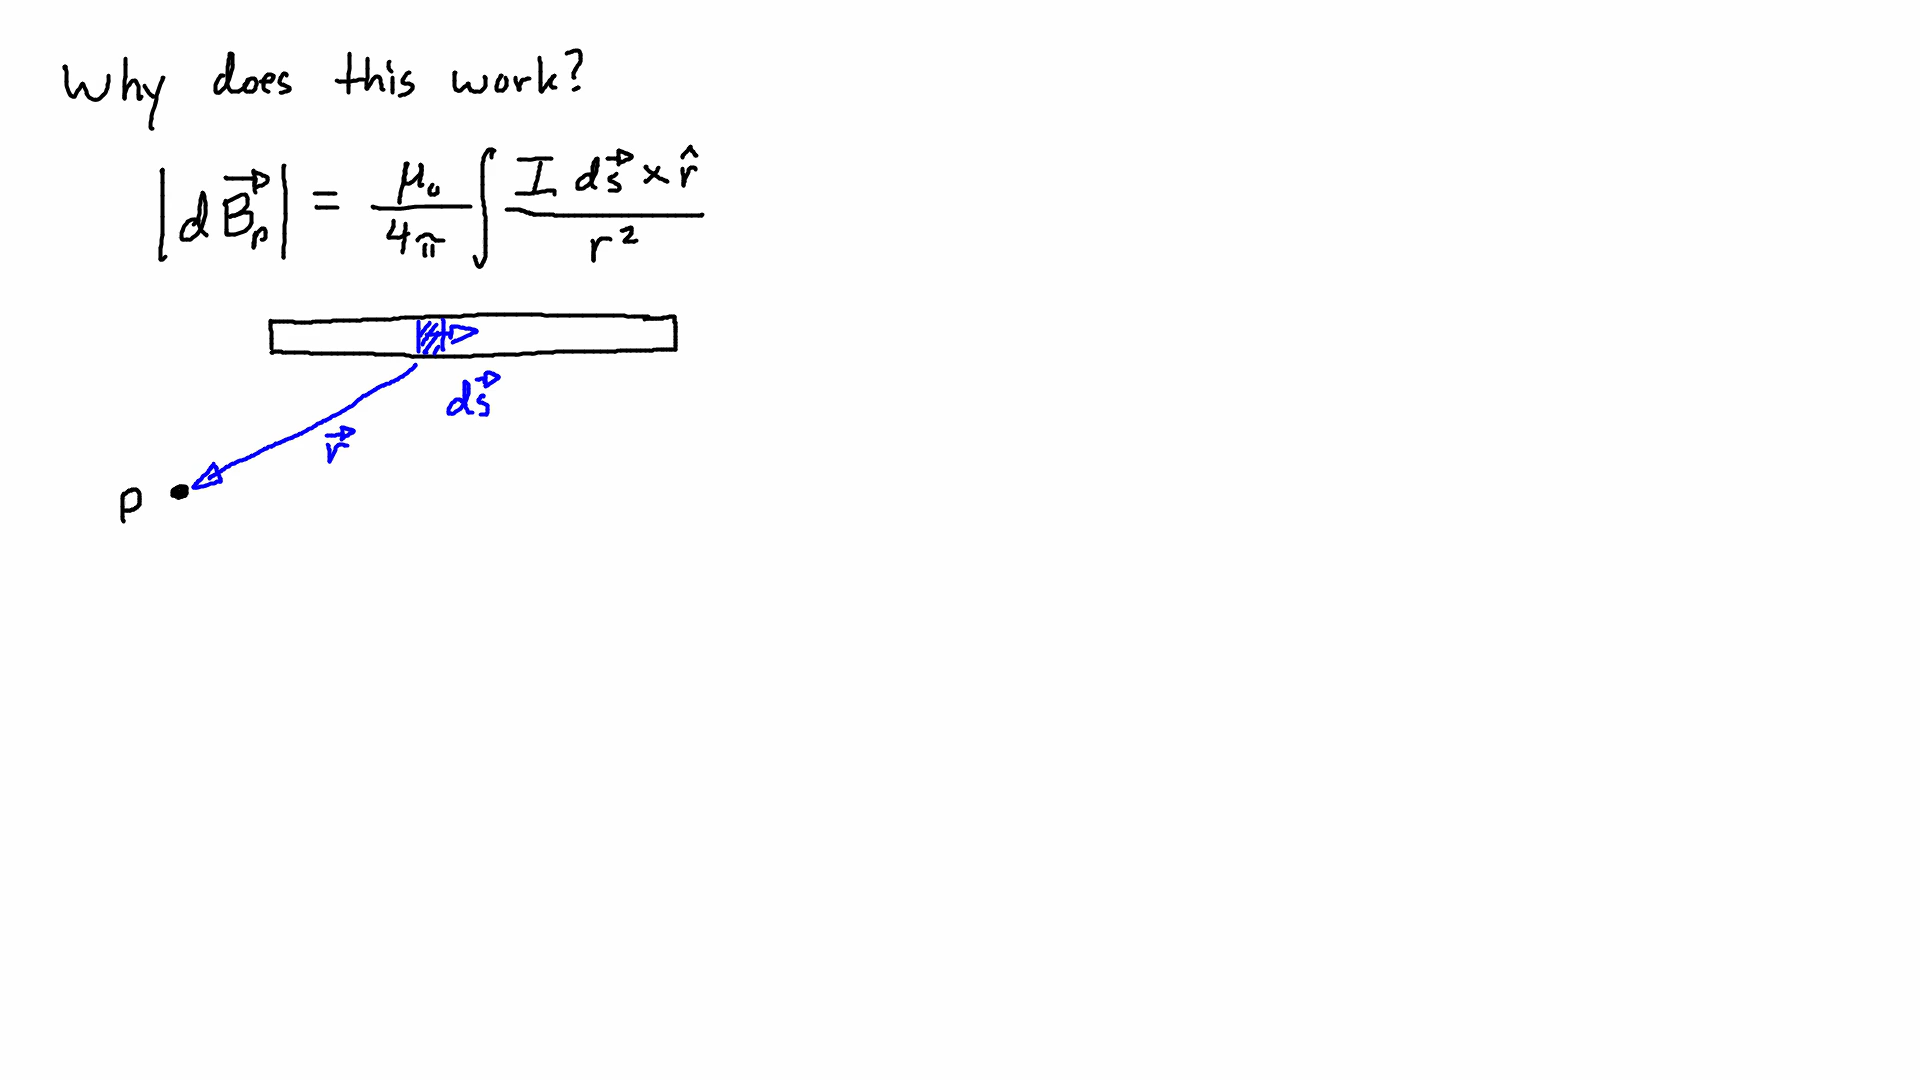 Why does this work?
|dB⃗ₚ| = μ₀/4π ∫ I ds⃗ × r̂ / r²
ds⃗
r⃗
P